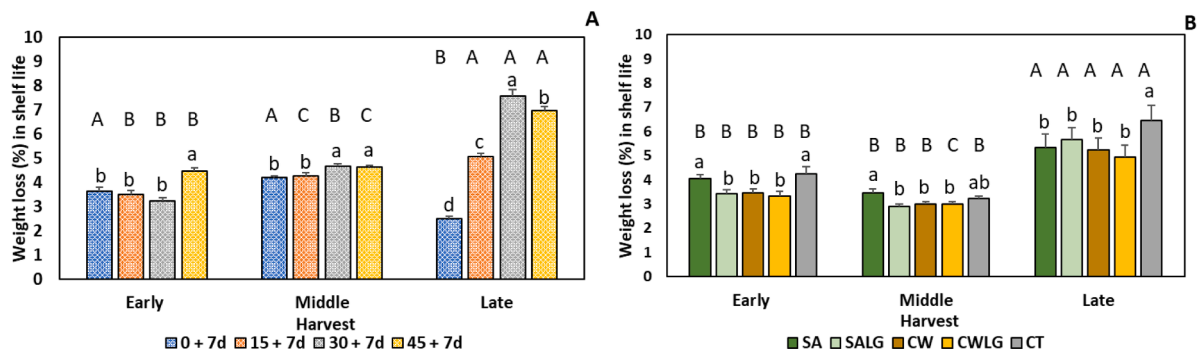 A
Weight loss (%) in shelf life
10
9
8
7
6
5
4
3
2
1
0
A B B B
b b b a
A C B C
b b a a
B A A A
d c a b
Early Middle Late
Harvest
0 + 7d 15 + 7d 30 + 7d 45 + 7d
B
Weight loss (%) in shelf life
10
9
8
7
6
5
4
3
2
1
0
B B B B B
a b b b a
B B B C B
a b b b ab
A A A A A
b b b b a
Early Middle Late
Harvest
SA SALG CW CWLG CT